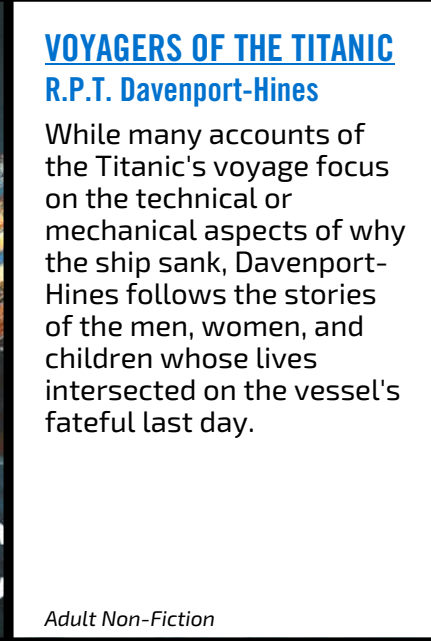 VOYAGERS OF THE TITANIC
R.P.T. Davenport-Hines
While many accounts of
the Titanic's voyage focus
on the technical or
mechanical aspects of why
the ship sank, Davenport-
Hines follows the stories
of the men, women, and
children whose lives
intersected on the vessel's
fateful last day.
Adult Non-Fiction